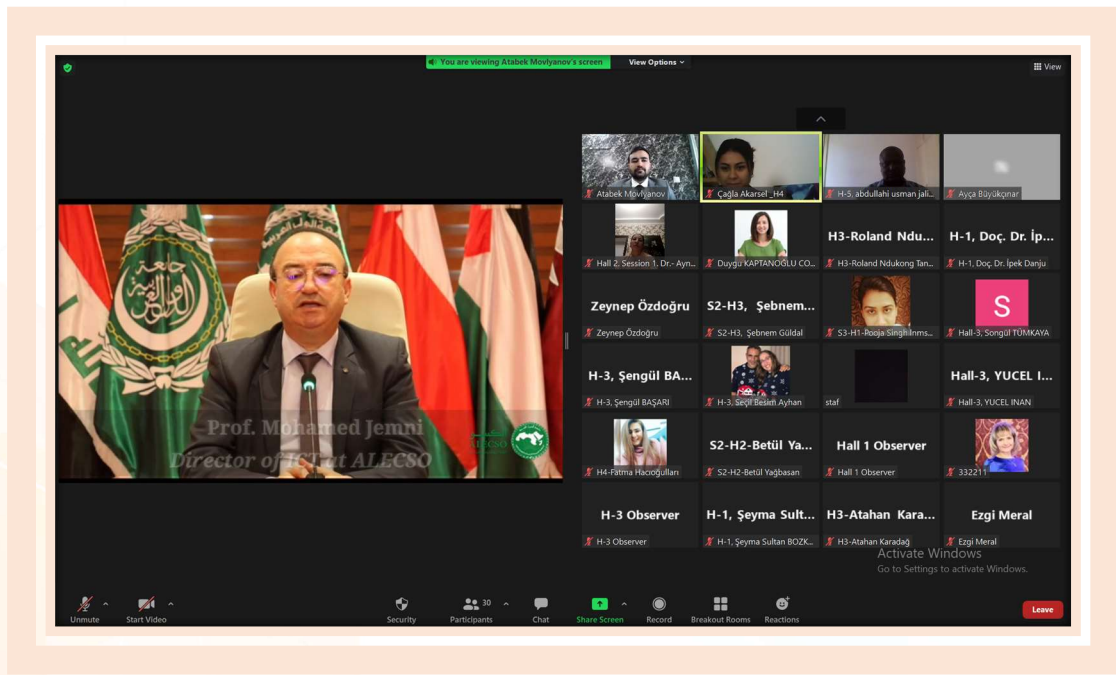 You are viewing Atabek Movlyanov's screen
View Options
View
Atabek Movlyanov
Çağla Akarsel _H4
H-5. abdullahi usman jali...
Ayça Büyükçınar
Hall 2, Session 1, Dr.- Ayn...
Duygu KAPTANOĞLU CO...
H3-Roland Ndu...
H3-Roland Ndukong Tan...
H-1, Doç. Dr. İp...
H-1, Doç. Dr. İpek Danju
Zeynep Özdoğru
Zeynep Özdoğru
S2-H3, Şebnem...
S2-H3, Şebnem Güldal
S3-H1-Pooja Singh Inms...
S
Hall-3, Songül TÜMKAYA
H-3, Şengül BA...
H-3, Şengül BAŞARI
H-3, Seçil Besim Ayhan
staf
Hall-3, YUCEL I...
Hall-3, YUCEL INAN
H4-Fatma Hacıoğulları
S2-H2-Betül Ya...
S2-H2-Betül Yağbasan
Hall 1 Observer
Hall 1 Observer
332211
H-3 Observer
H-3 Observer
H-1, Şeyma Sult...
H-1, Şeyma Sultan BOZK...
H3-Atahan Kara...
H3-Atahan Karadağ
Ezgi Meral
Ezgi Meral
جامعة
الدول العربية
Prof. Mohamed Jemni
Director of ICT at ALECSO
ALECSO
Activate Windows
Go to Settings to activate Windows.
Unmute
Start Video
Security
30
Participants
Chat
Share Screen
Record
Breakout Rooms
Reactions
Leave